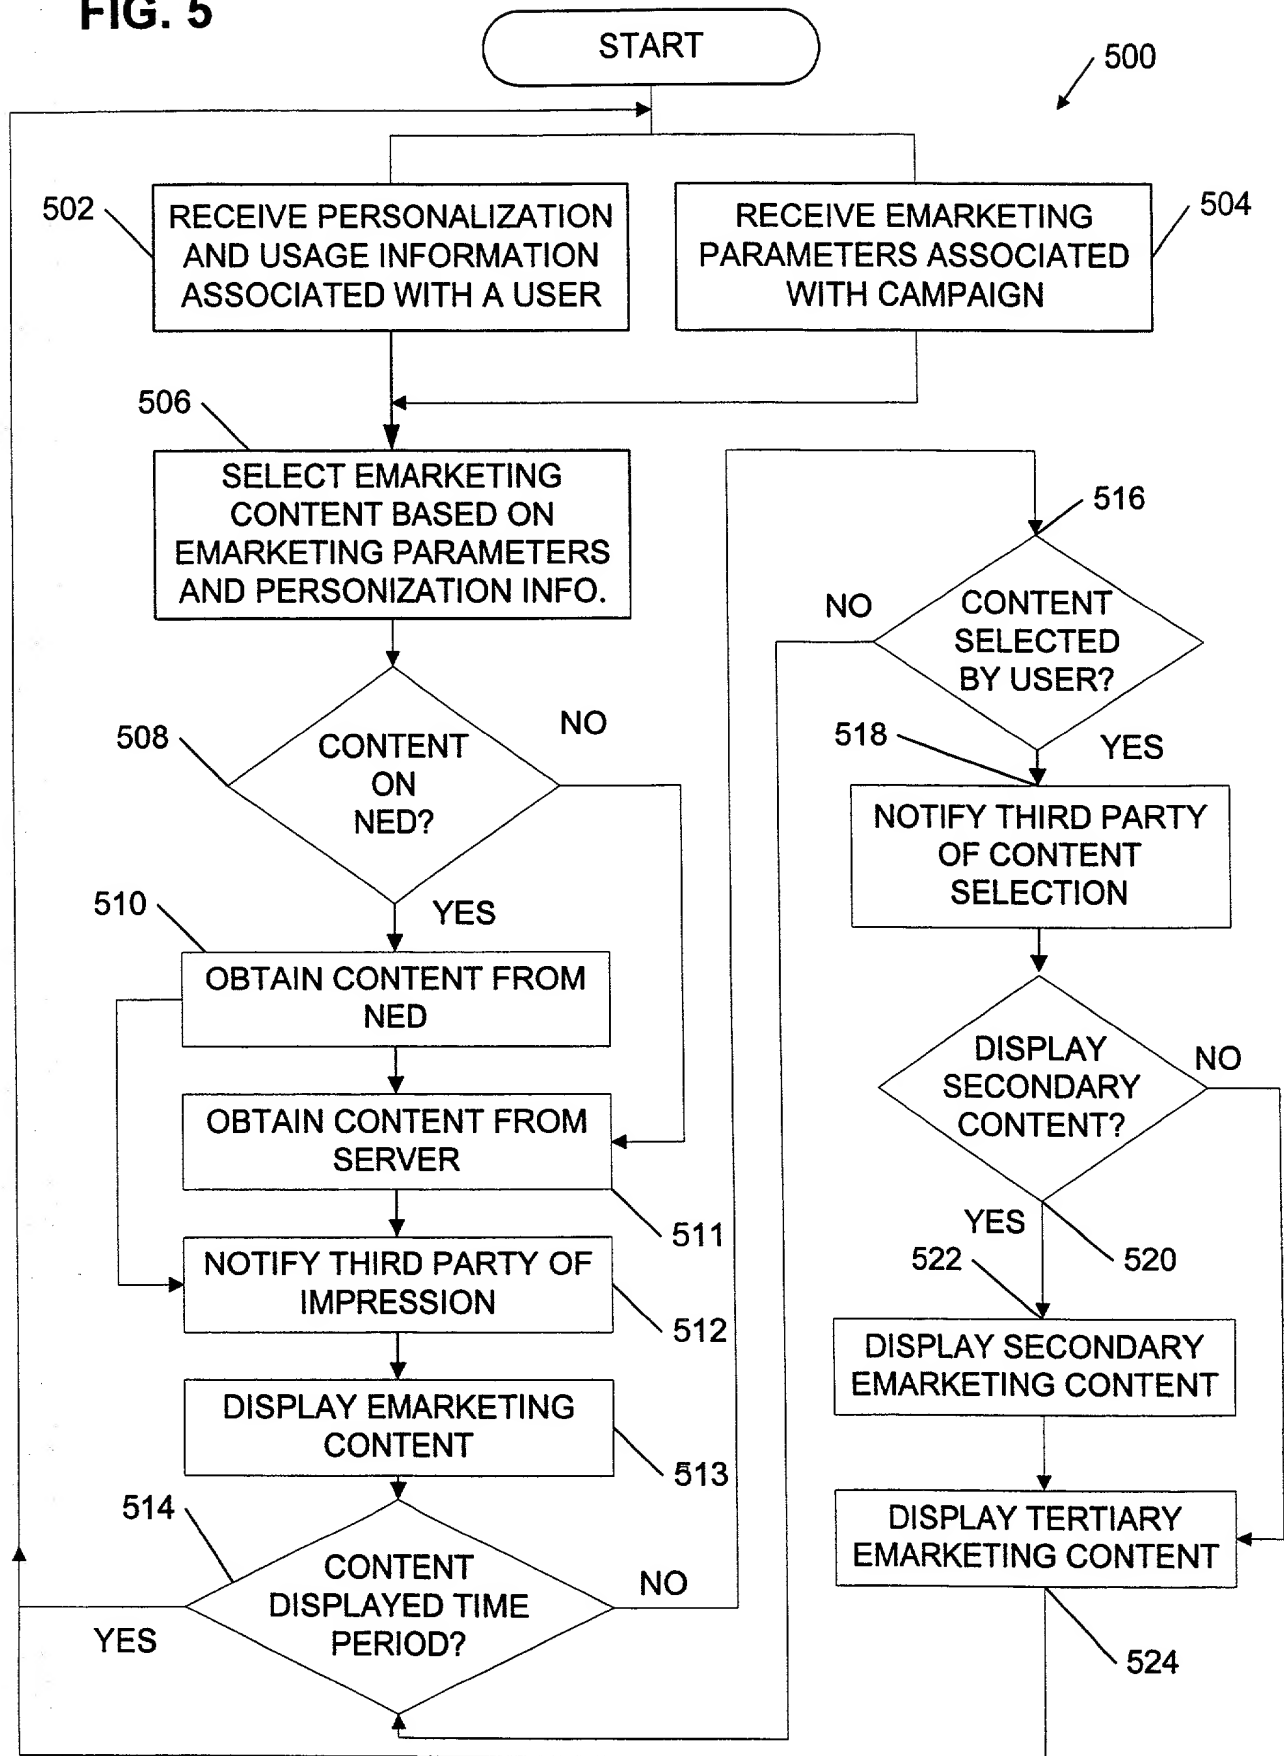 FIG. 5
START
500
502
RECEIVE PERSONALIZATION
AND USAGE INFORMATION
ASSOCIATED WITH A USER
RECEIVE EMARKETING
PARAMETERS ASSOCIATED
WITH CAMPAIGN
504
506
SELECT EMARKETING
CONTENT BASED ON
EMARKETING PARAMETERS
AND PERSONIZATION INFO.
508
CONTENT
ON
NED?
NO
YES
510
OBTAIN CONTENT FROM
NED
OBTAIN CONTENT FROM
SERVER
511
NOTIFY THIRD PARTY OF
IMPRESSION
512
DISPLAY EMARKETING
CONTENT
513
514
CONTENT
DISPLAYED TIME
PERIOD?
NO
YES
516
NO
CONTENT
SELECTED
BY USER?
YES
518
NOTIFY THIRD PARTY
OF CONTENT
SELECTION
DISPLAY
SECONDARY
CONTENT?
NO
YES
520
522
DISPLAY SECONDARY
EMARKETING CONTENT
DISPLAY TERTIARY
EMARKETING CONTENT
524